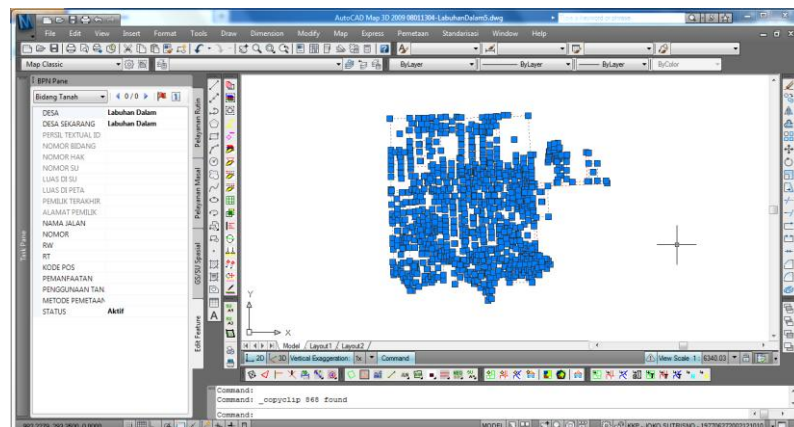 AutoCAD Map 3D 2009 08011304-LabuhanDalam5.dwg
File Edit View Insert Format Tools Draw Dimension Modify Map Express Pemetaan Standarisasi Window Help
Map Classic ByLayer ByLayer ByLayer ByColor
BPN Pane
Bidang Tanah 0 / 0 1
DESA Labuhan Dalam
DESA SEKARANG Labuhan Dalam
PERSIL TEKTUAL ID
NOMOR BIDANG
NOMOR HAK
NOMOR SU
LUAS DI SU
LUAS DI PETA
PEMILIK TERAKHIR
ALAMAT PEMILIK
NAMA JALAN
NOMOR
RW
RT
KODE POS
PEMANFAATAN
PENGGUNAAN TAN.
METODE PEMETAAN
STATUS Aktif
Pelayanan Rutin
Pelayanan Masal
GS/SU Spasial
Edit Feature
Task Pane
Y
X
Model Layout1 Layout2
2D 3D Vertical Exaggeration: 1x Command View Scale 1: 6340.03
Command:
Command: _copyclip 868 found
Command:
MODEL